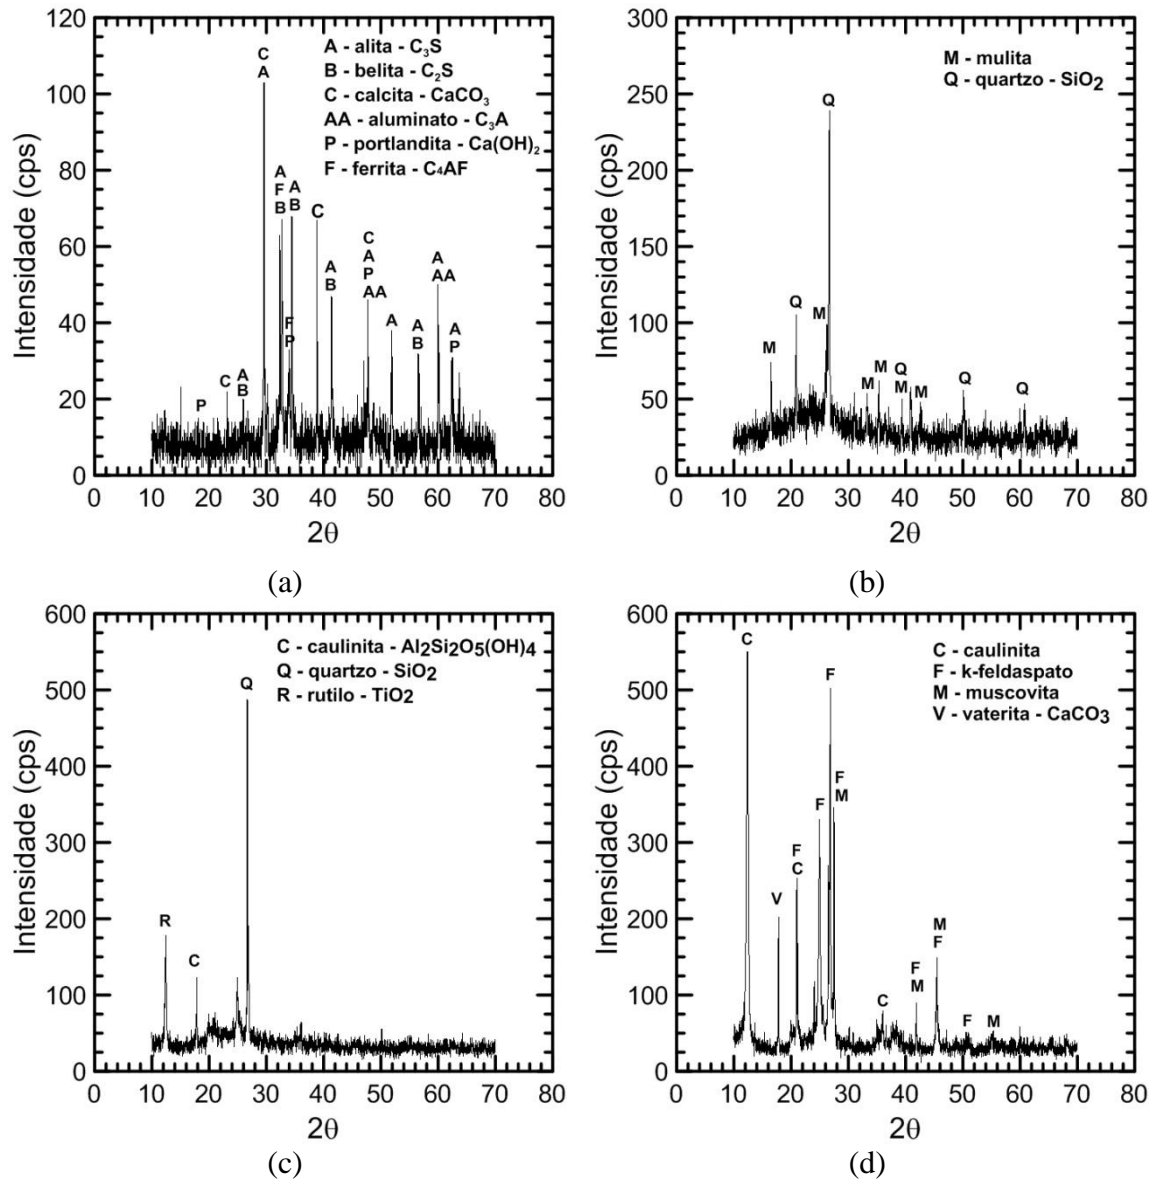 120
100
80
60
40
20
0
Intensidade (cps)
A - alita - C₃S
B - belita - C₂S
C - calcita - CaCO₃
AA - aluminato - C₃A
P - portlandita - Ca(OH)₂
F - ferrita - C₄AF
C
A
A
F
B
A
B
C
F
P
A
B
C
A
P
AA
A
A
B
A
AA
A
P
P
C
A
B
0 10 20 30 40 50 60 70 80
2θ
(a)
300
250
200
150
100
50
0
Intensidade (cps)
M - mulita
Q - quartzo - SiO₂
Q
Q
M
M
M
M
Q
M
M
Q
Q
0 10 20 30 40 50 60 70 80
2θ
(b)
600
500
400
300
200
100
0
Intensidade (cps)
C - caulinita - Al₂Si₂O₅(OH)₄
Q - quartzo - SiO₂
R - rutilo - TiO₂
Q
R
C
0 10 20 30 40 50 60 70 80
2θ
(c)
600
500
400
300
200
100
0
Intensidade (cps)
C - caulinita
F - k-feldaspato
M - muscovita
V - vaterita - CaCO₃
C
F
F
M
F
F
C
V
M
F
F
M
C
F
M
0 10 20 30 40 50 60 70 80
2θ
(d)